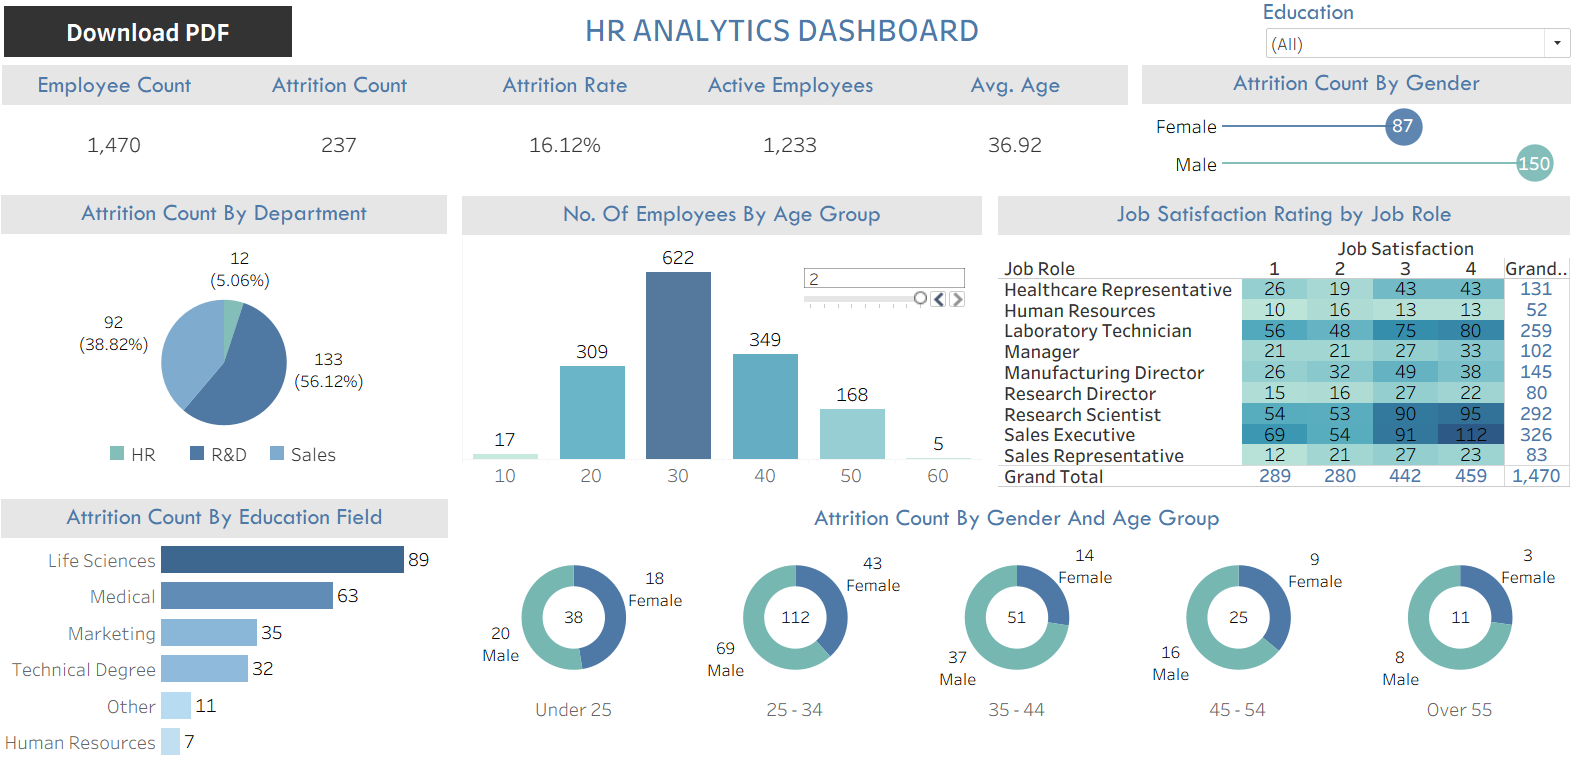 Download PDF
HR ANALYTICS DASHBOARD
Education
(All)
Employee Count Attrition Count Attrition Rate Active Employees Avg. Age
1,470 237 16.12% 1,233 36.92
Attrition Count By Gender
Female 87
Male 150
Attrition Count By Department
12
(5.06%)
92
(38.82%)
133
(56.12%)
HR R&D Sales
No. Of Employees By Age Group
2
17 309 622 349 168 5
10 20 30 40 50 60
Job Satisfaction Rating by Job Role
Job Satisfaction
Job Role 1 2 3 4 Grand..
Healthcare Representative 26 19 43 43 131
Human Resources 10 16 13 13 52
Laboratory Technician 56 48 75 80 259
Manager 21 21 27 33 102
Manufacturing Director 26 32 49 38 145
Research Director 15 16 27 22 80
Research Scientist 54 53 90 95 292
Sales Executive 69 54 91 112 326
Sales Representative 12 21 27 23 83
Grand Total 289 280 442 459 1,470
Attrition Count By Education Field
Life Sciences 89
Medical 63
Marketing 35
Technical Degree 32
Other 11
Human Resources 7
Attrition Count By Gender And Age Group
18
Female
38
20
Male
Under 25
43
Female
112
69
Male
25 - 34
14
Female
51
37
Male
35 - 44
9
Female
25
16
Male
45 - 54
3
Female
11
8
Male
Over 55